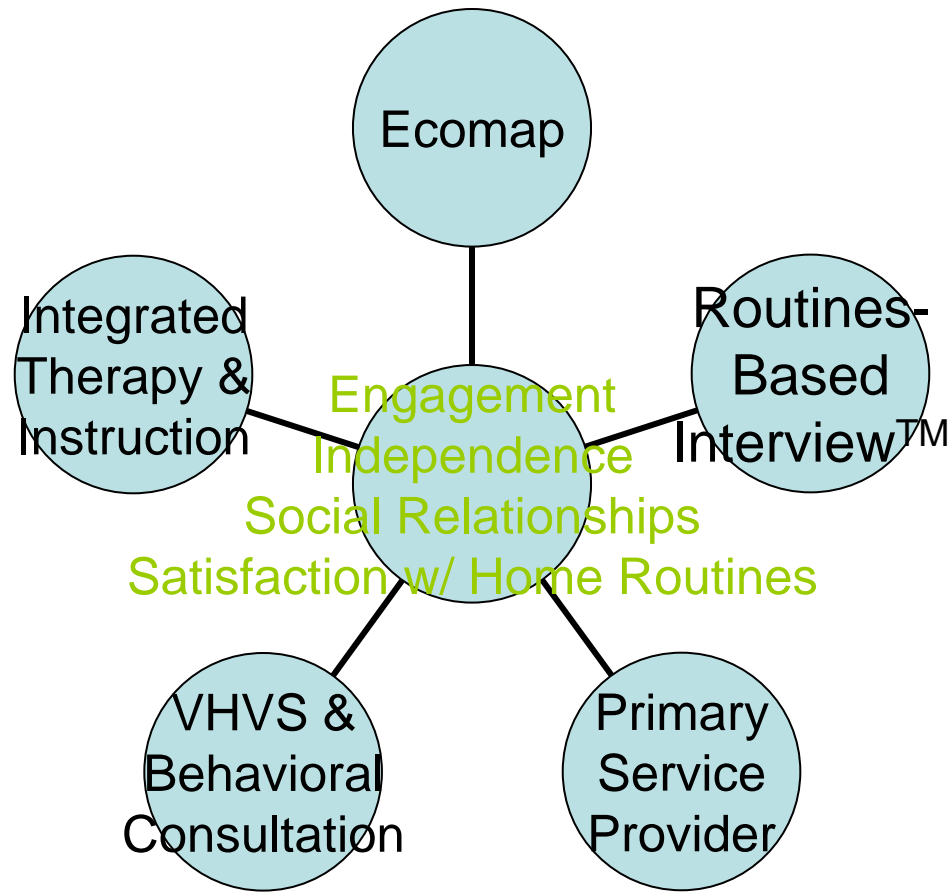 Ecomap
Integrated
Therapy &
Instruction
Routines-
Based
Interview™
Engagement
Independence
Social Relationships
Satisfaction w/ Home Routines
VHVS &
Behavioral
Consultation
Primary
Service
Provider